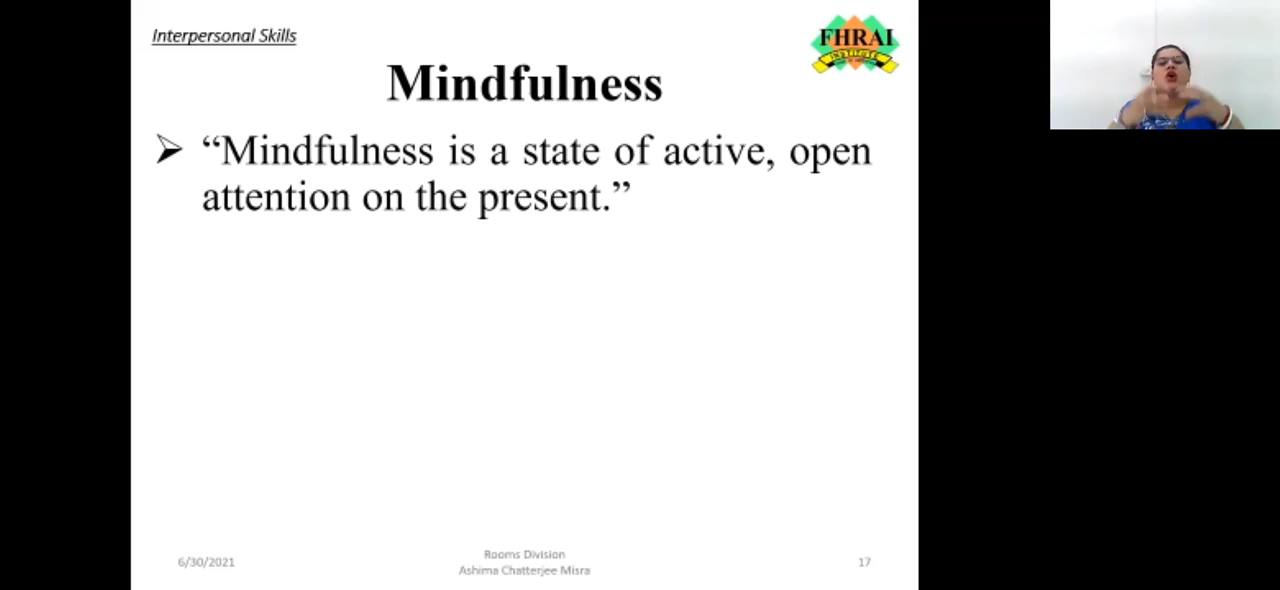 Interpersonal Skills
FHRAI
INSTITUTE
Mindfulness
➢ “Mindfulness is a state of active, open
attention on the present.”
6/30/2021
Rooms Division
Ashima Chatterjee Misra
17